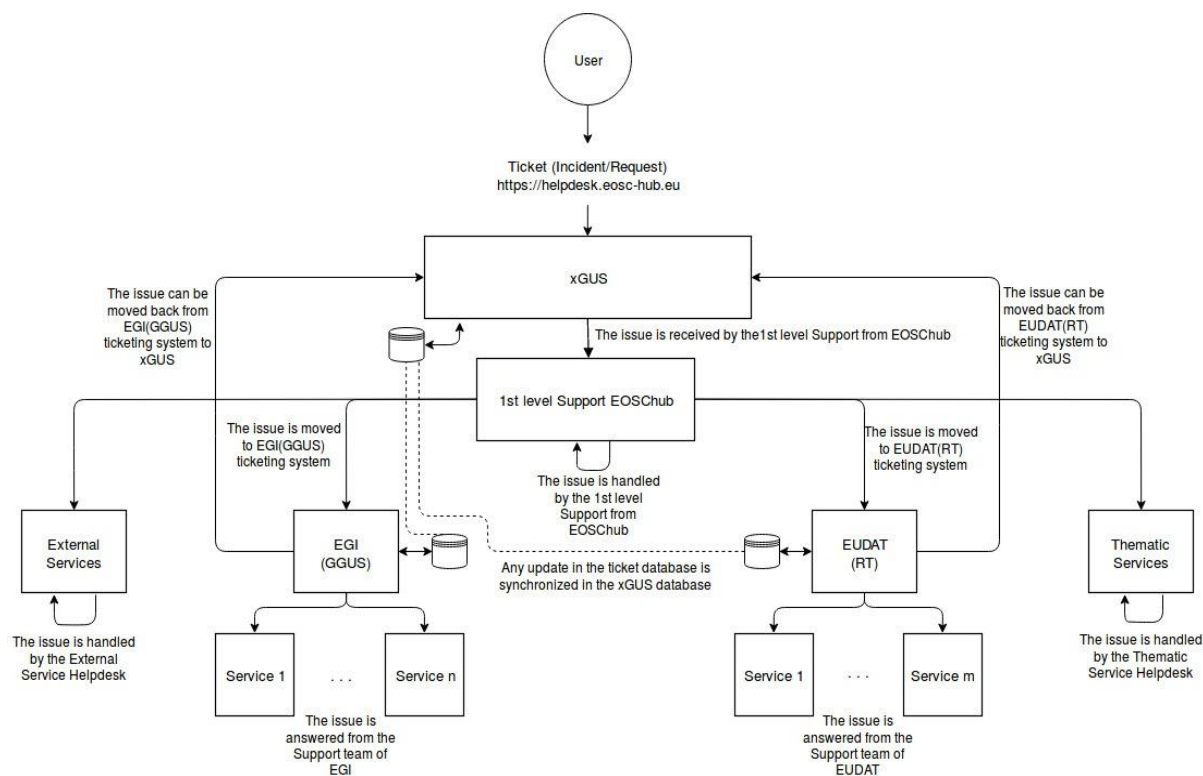 User
Ticket (Incident/Request)
https://helpdesk.eosc-hub.eu
xGUS
The issue can be
moved back from
EGI(GGUS)
ticketing system to
xGUS
The issue can be
moved back from
EUDAT(RT)
ticketing system to
xGUS
The issue is received by the1st level Support from EOSChub
1st level Support EOSChub
The issue is moved
to EGI(GGUS)
ticketing system
The issue is moved
to EUDAT(RT)
ticketing system
The issue is handled
by the 1st level
Support from
EOSChub
External
Services
EGI
(GGUS)
Any update in the ticket database is
synchronized in the xGUS database
EUDAT
(RT)
Thematic
Services
The issue is handled
by the External
Service Helpdesk
Service 1
. . .
Service n
The issue is
answered from the
Support team of
EGI
Service 1
. . .
Service m
The issue is
answered from the
Support team of
EUDAT
The issue is handled
by the Thematic
Service Helpdesk